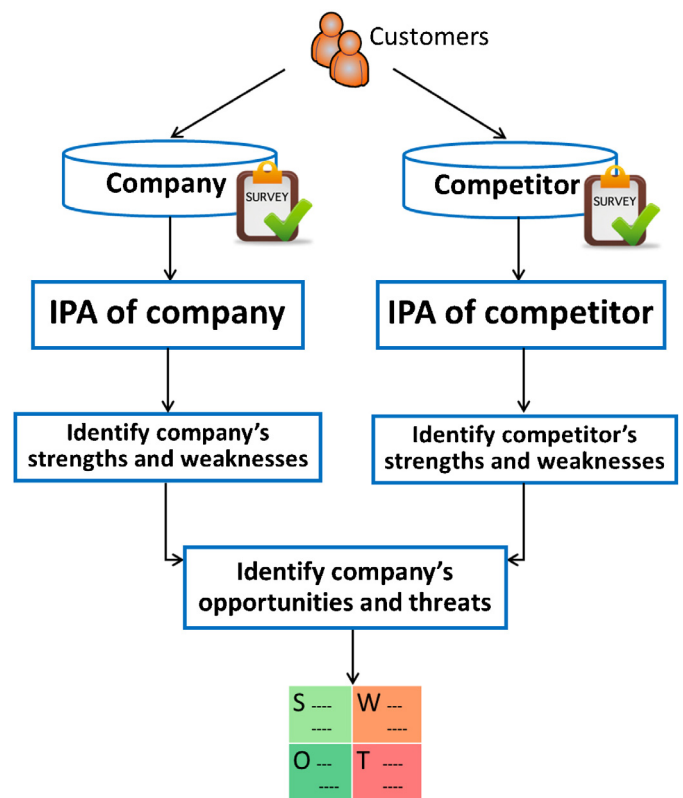 Customers
Company
SURVEY
Competitor
SURVEY
IPA of company
IPA of competitor
Identify company's
strengths and weaknesses
Identify competitor's
strengths and weaknesses
Identify company's
opportunities and threats
S ----
----
W ---
----
O ---
----
T ----
----